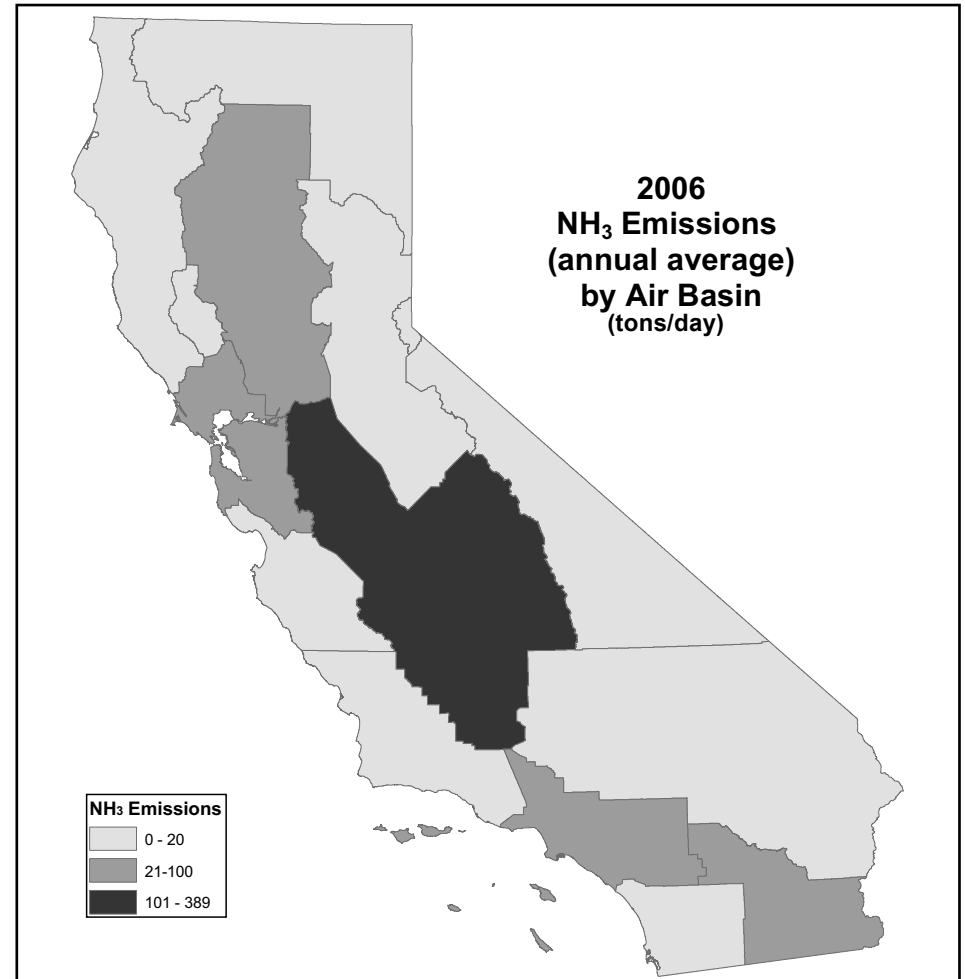 2006
NH₃ Emissions
(annual average)
by Air Basin
(tons/day)
NH₃ Emissions
0 - 20
21-100
101 - 389